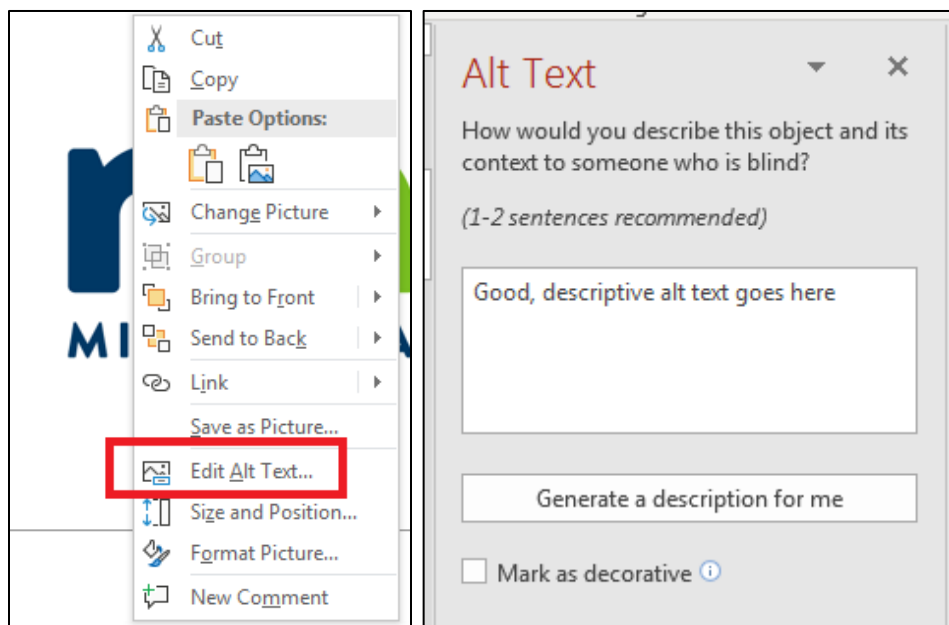 Cut
Copy
Paste Options:
Change Picture
Group
Bring to Front
Send to Back
Link
Save as Picture...
Edit Alt Text...
Size and Position...
Format Picture...
New Comment
Alt Text
How would you describe this object and its
context to someone who is blind?
(1-2 sentences recommended)
Good, descriptive alt text goes here
Generate a description for me
Mark as decorative